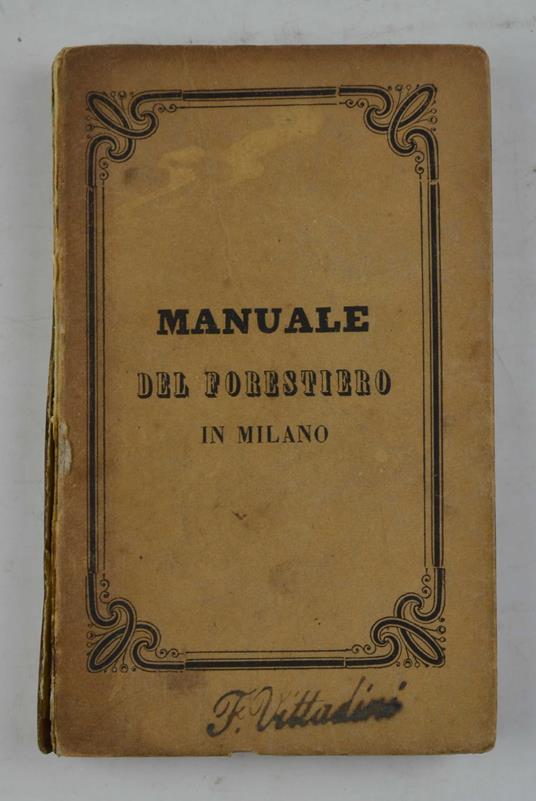 MANUALE
DEL FORESTIERO
IN MILANO
F. Vittadini